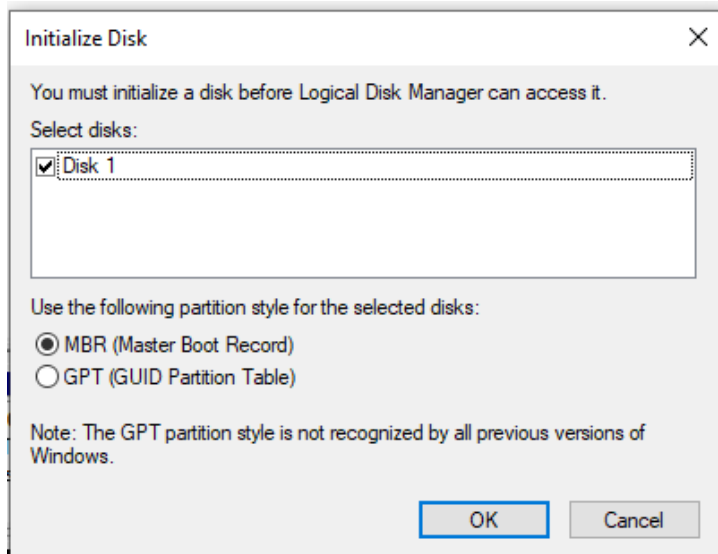 Initialize Disk
You must initialize a disk before Logical Disk Manager can access it.
Select disks:
Disk 1
Use the following partition style for the selected disks:
MBR (Master Boot Record)
GPT (GUID Partition Table)
Note: The GPT partition style is not recognized by all previous versions of
Windows.
OK Cancel